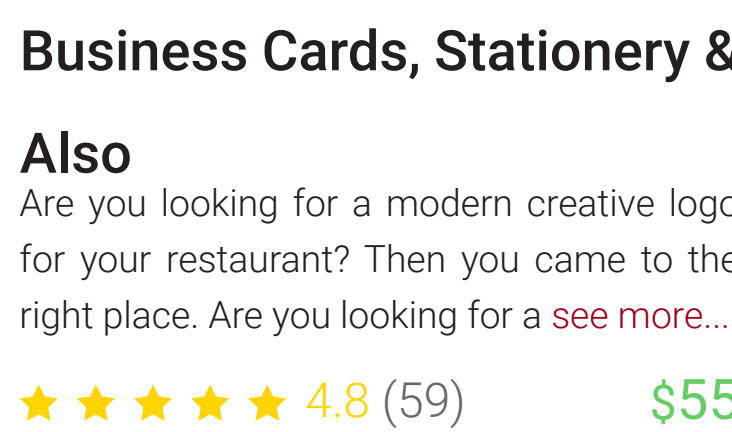 Business Cards, Stationery &
Also
Are you looking for a modern creative logo
for your restaurant? Then you came to the
right place. Are you looking for a see more...
4.8 (59) $55